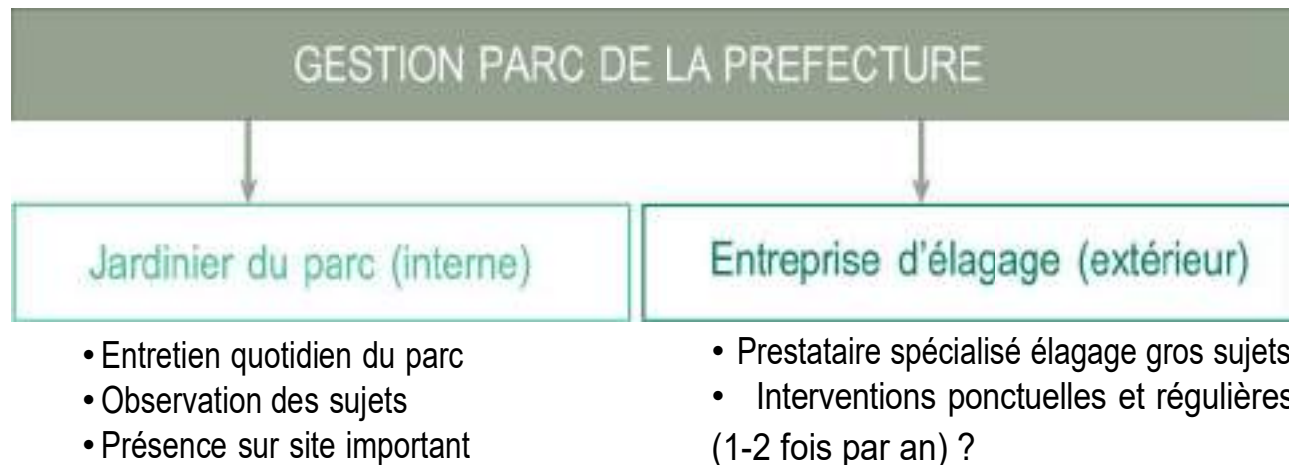 GESTION PARC DE LA PREFECTURE
Jardinier du parc (interne)
• Entretien quotidien du parc
• Observation des sujets
• Présence sur site important
Entreprise d'élagage (extérieur)
• Prestataire spécialisé élagage gros sujets
• Interventions ponctuelles et régulières
(1-2 fois par an) ?